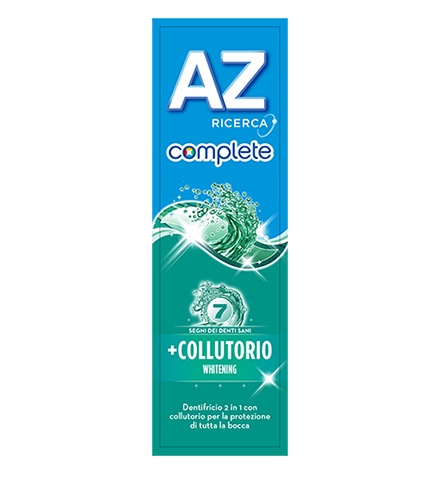 AZ
RICERCA
complete
7
SEGNI DEI DENTI SANI
+COLLUTORIO
WHITENING
Dentifricio 2 in 1 con
collutorio per la protezione
di tutta la bocca